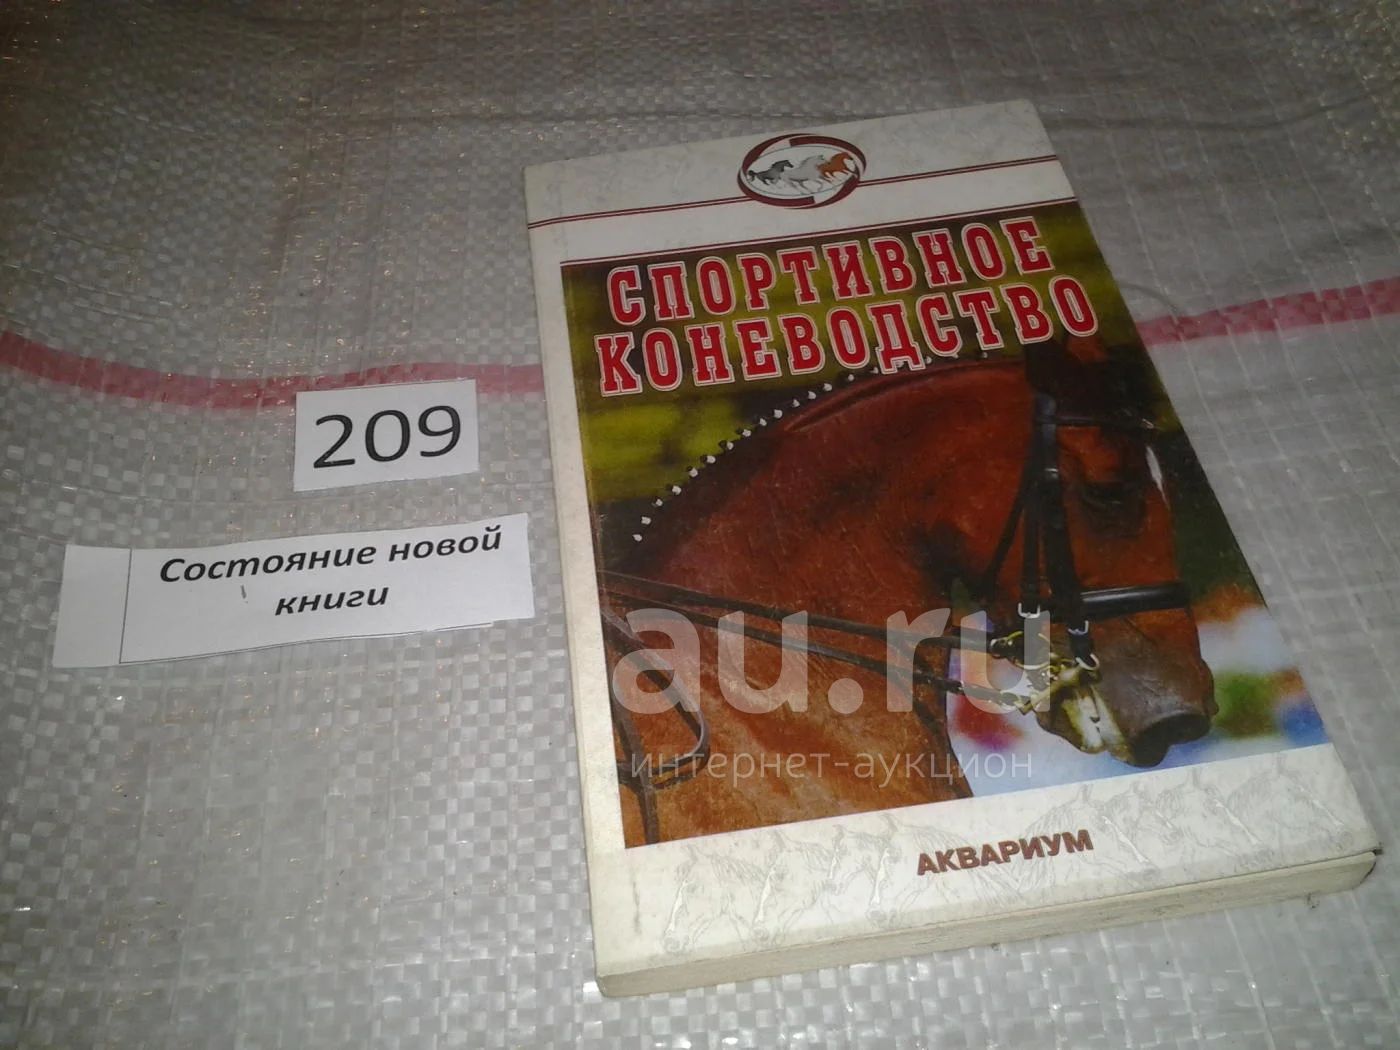 СПОРТИВНОЕ
КОНЕВОДСТВО
209
Состояние новой
книги
au.ru
интернет-аукцион
АКВАРИУМ